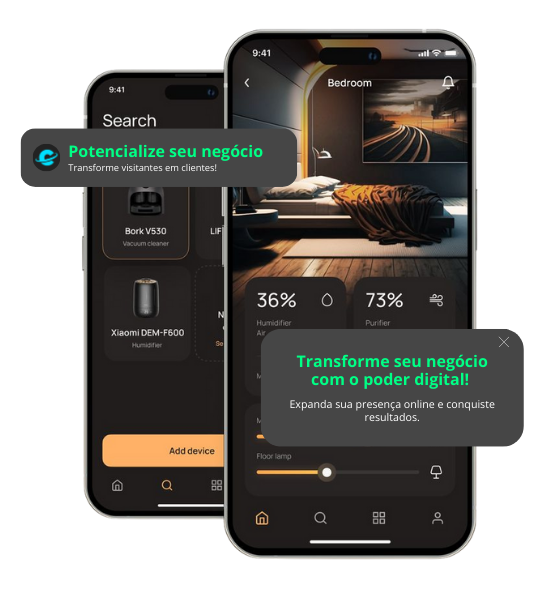 9:41
Bedroom
9:41
Search
Potencialize seu negócio
Transforme visitantes em clientes!
Bork V530
Vacuum cleaner
LIF
Xiaomi DEM-F600
Humidifier
N
Se
Add device
36%
73%
Humidifier
Purifier
Air
M
Transforme seu negócio
com o poder digital!
Expanda sua presença online e conquiste
resultados.
M
Floor lamp